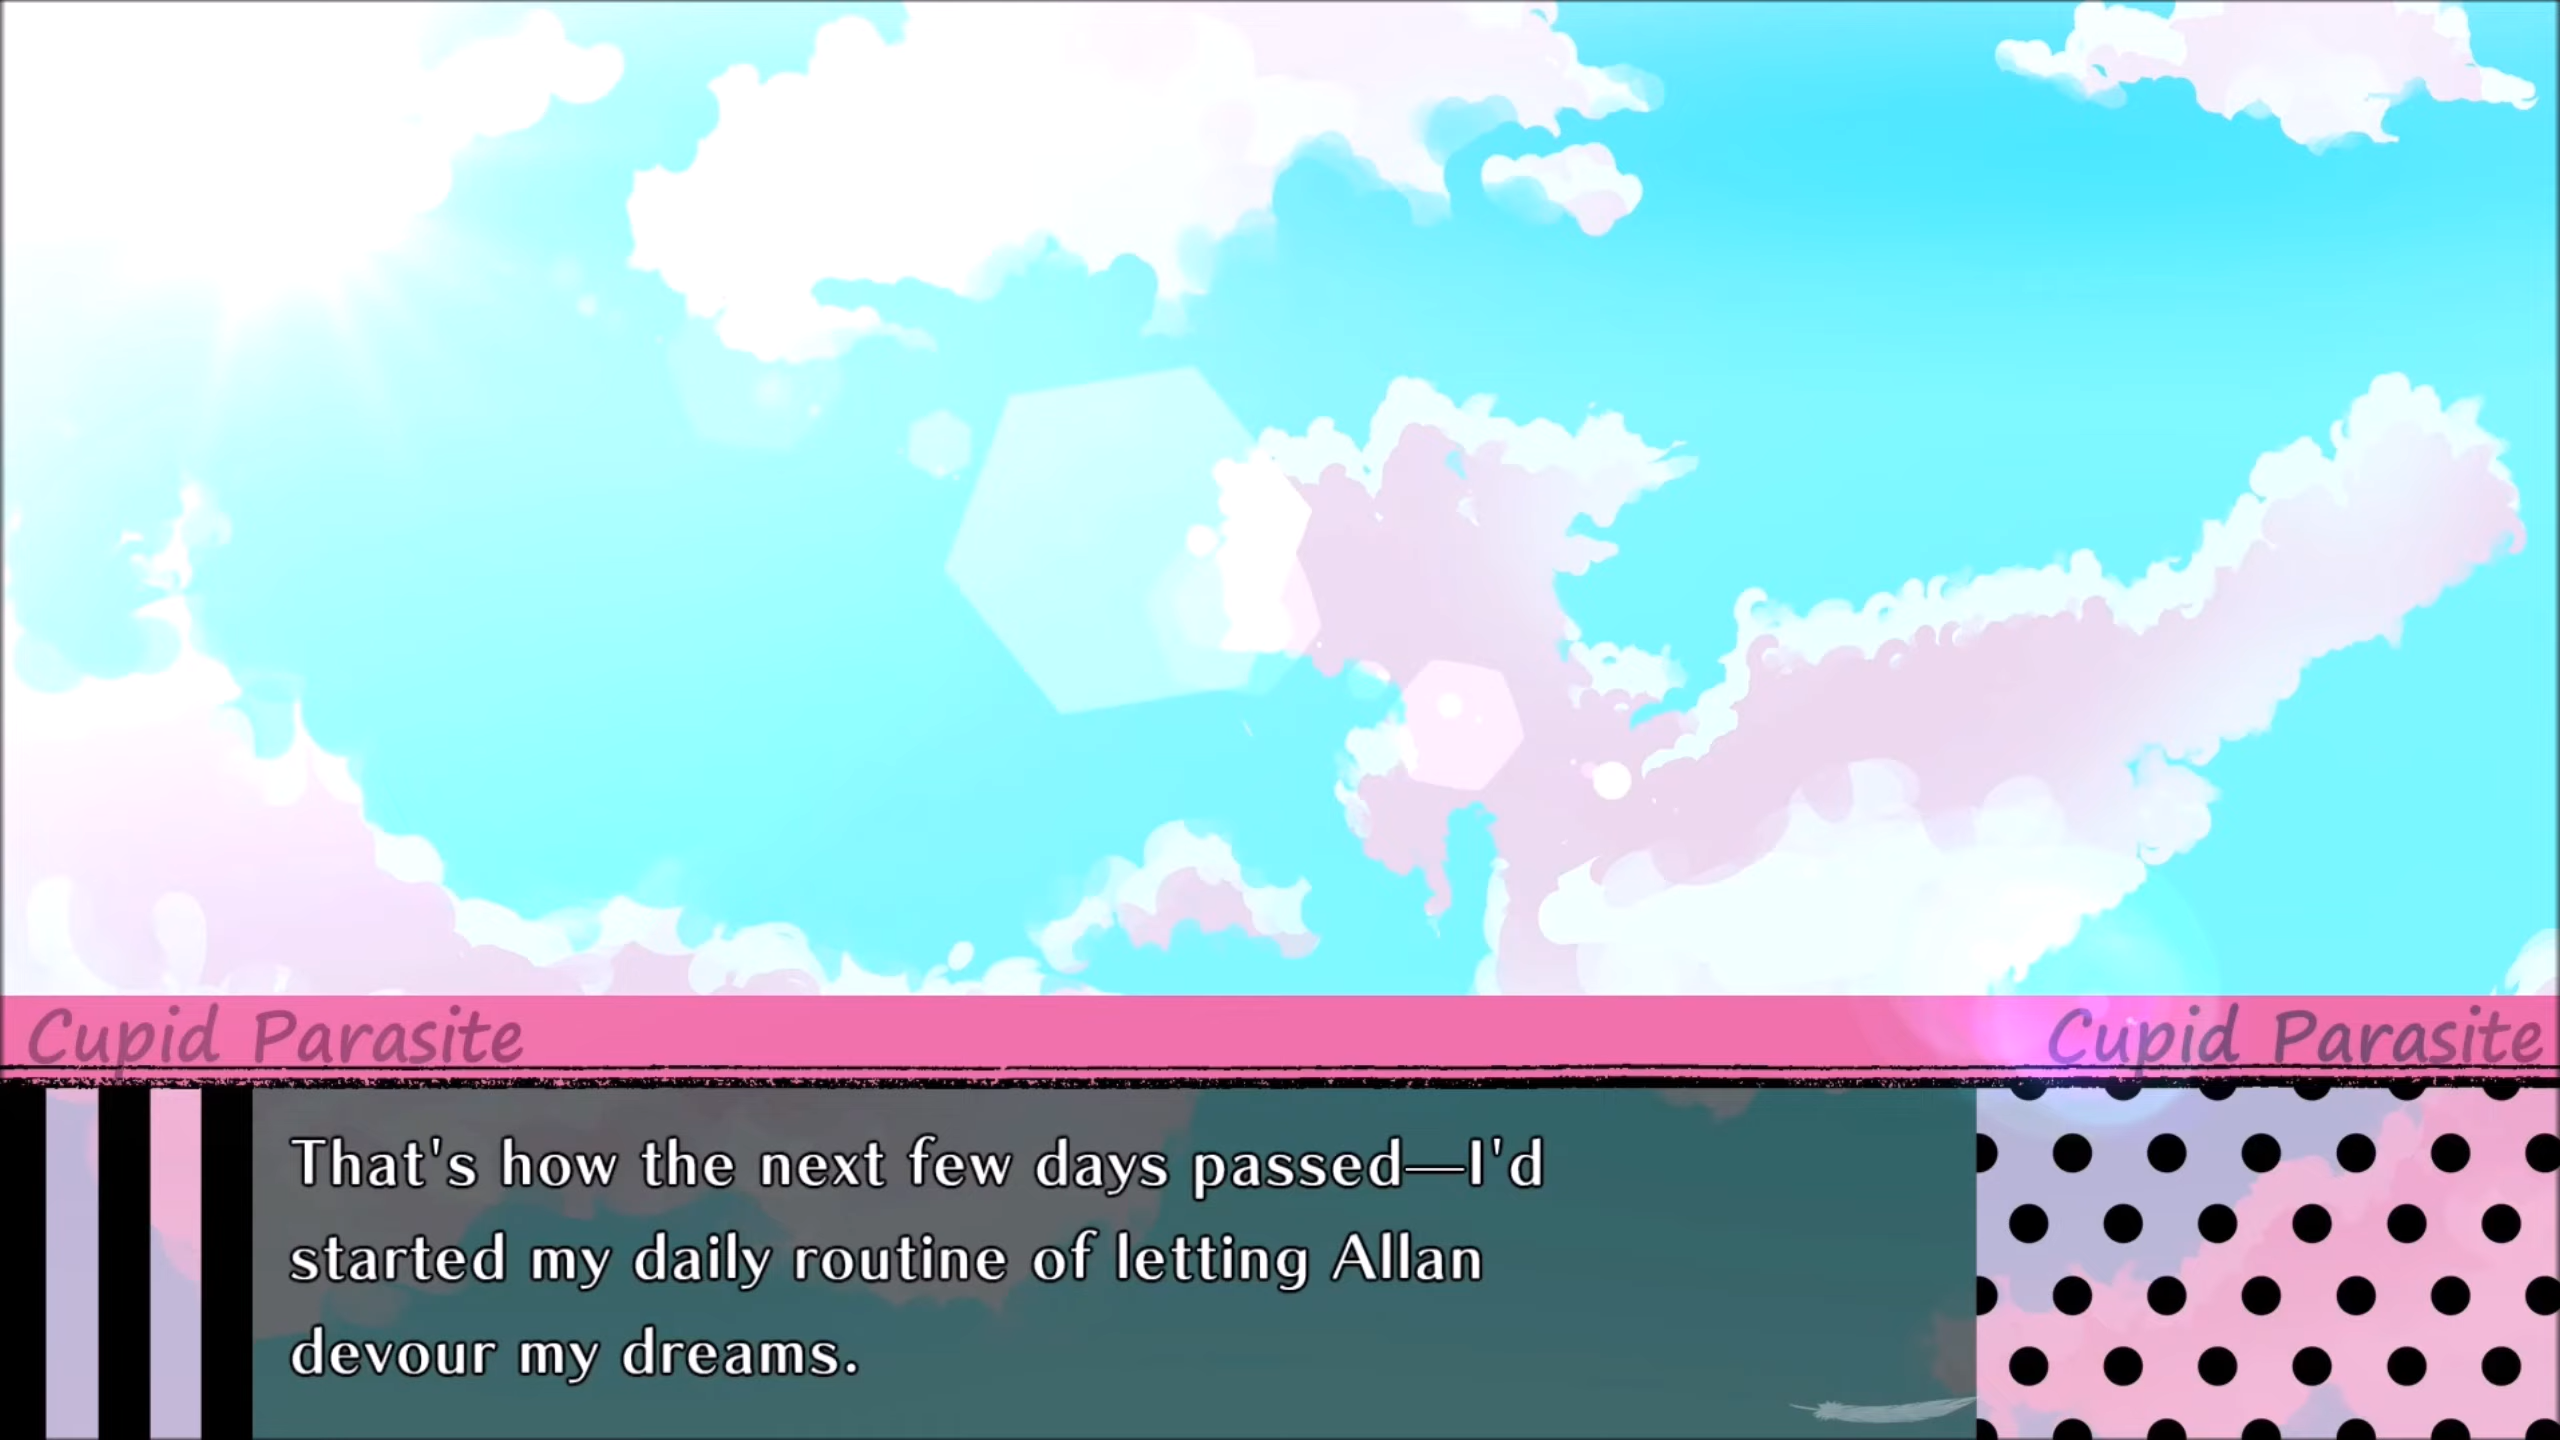 Cupid Parasite
Cupid Parasite
That's how the next few days passed—I'd
started my daily routine of letting Allan
devour my dreams.